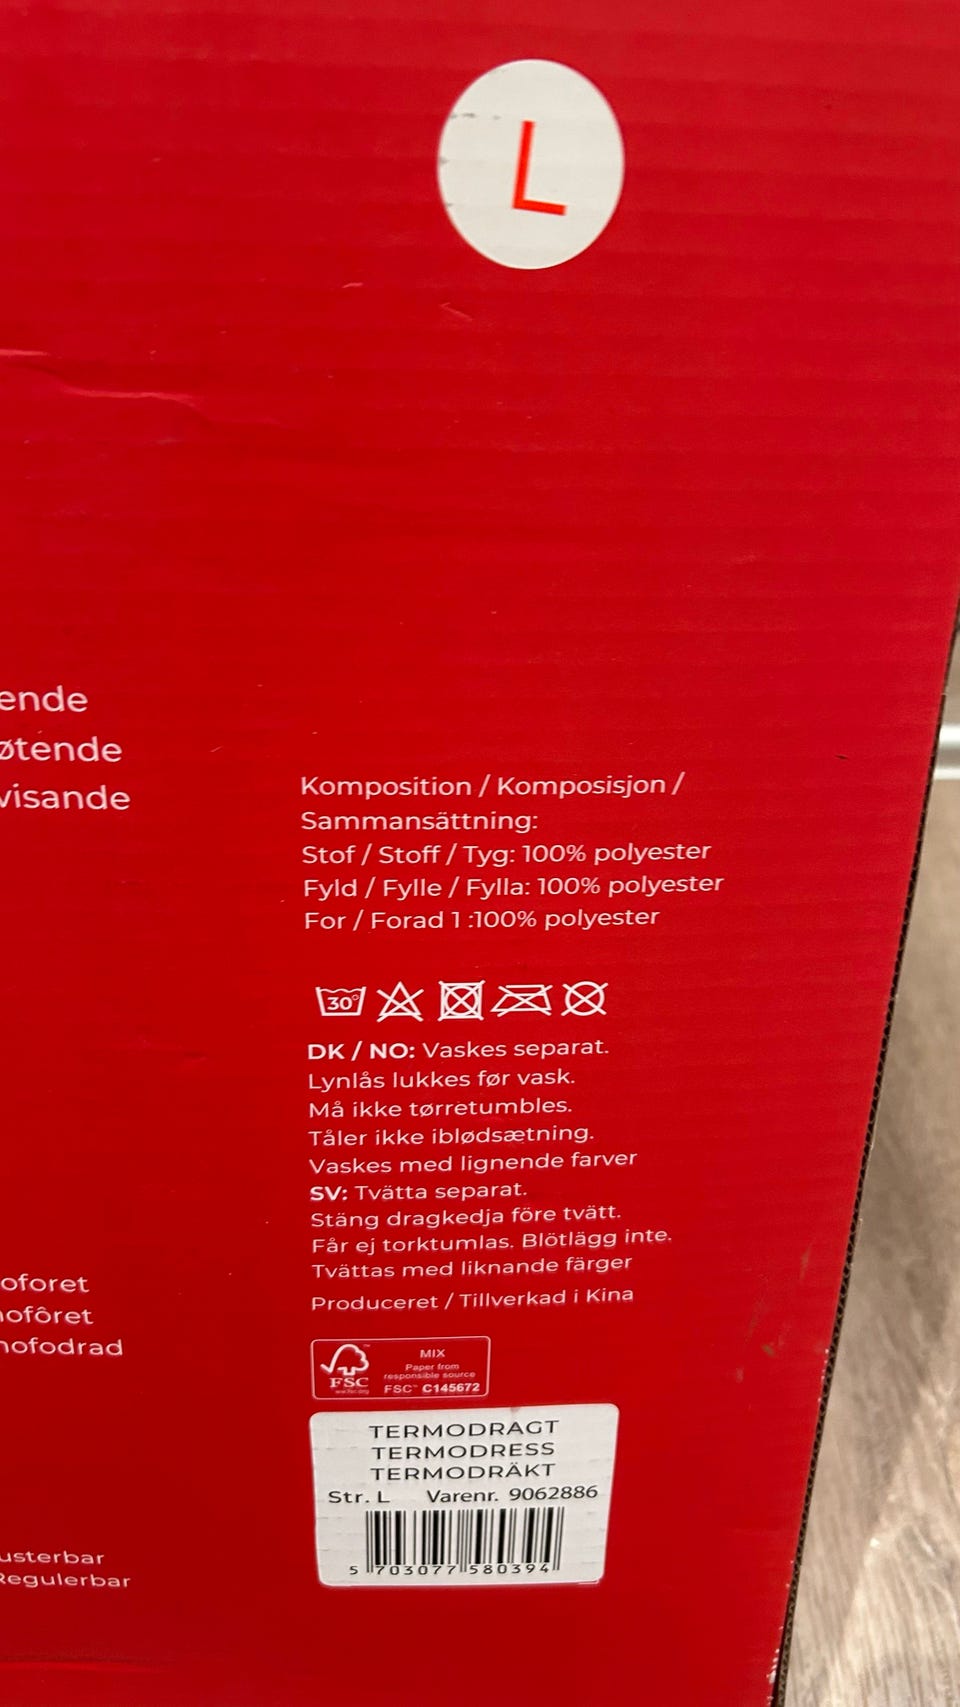 L
ende
øtende
visande
Komposition / Komposisjon /
Sammansättning:
Stof / Stoff / Tyg: 100% polyester
Fyld / Fylle / Fylla: 100% polyester
For / Forad 1 :100% polyester
30°
DK / NO: Vaskes separat.
Lynlås lukkes før vask.
Må ikke tørretumbles.
Tåler ikke iblødsætning.
Vaskes med lignende farver
SV: Tvätta separat.
Stäng dragkedja före tvätt.
Får ej torktumlas. Blötlägg inte.
Tvättas med liknande färger
Produceret / Tillverkad i Kina
oforet
nofôret
nofodrad
FSC
www.fsc.org
MIX
Paper from
responsible source
FSC™ C145672
TERMODRAGT
TERMODRESS
TERMODRÄKT
Str. L Varenr. 9062886
5 703077 580394
usterbar
Regulerbar